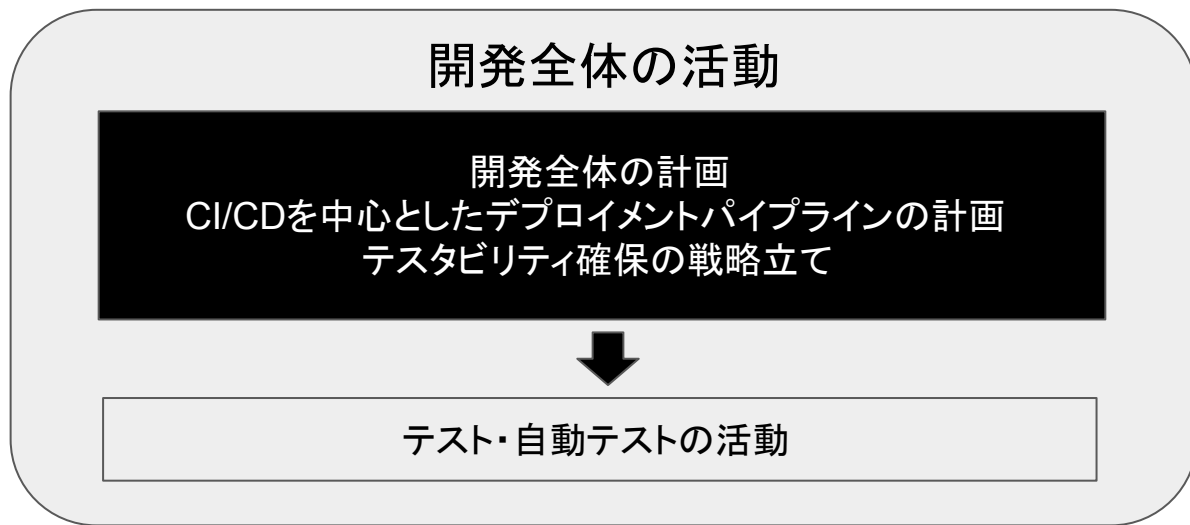 開発全体の活動
開発全体の計画
CI/CDを中心としたデプロイメントパイプラインの計画
テスタビリティ確保の戦略立て
テスト・自動テストの活動